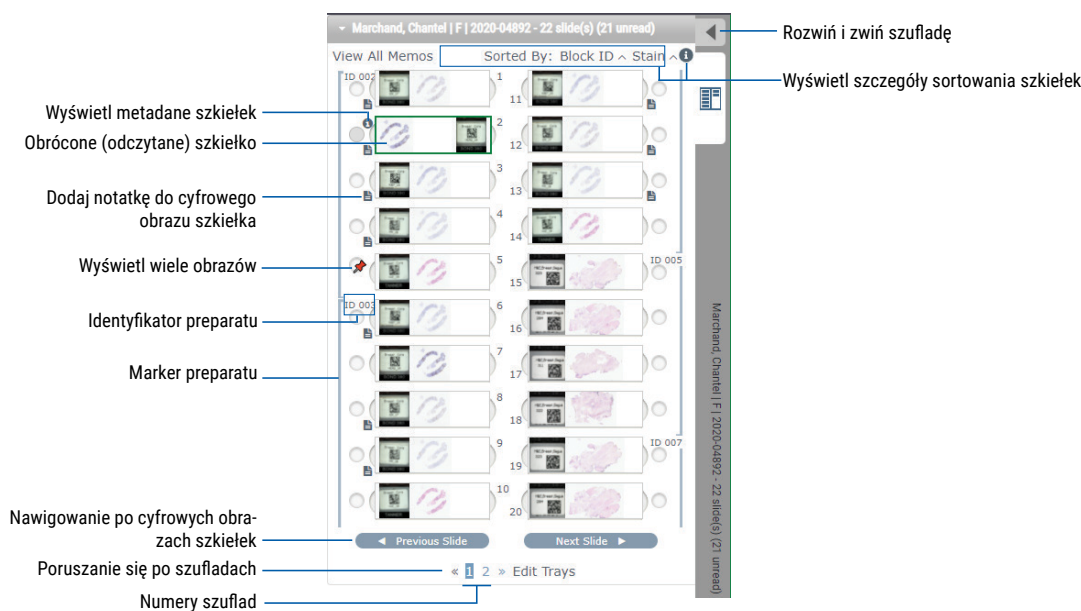 Marchand, Chantel | F | 2020-04892 - 22 slide(s) (21 unread)
View All Memos
Sorted By: Block ID ^ Stain ^
Rozwiń i zwiń szufladę
Wyświetl szczegóły sortowania szkiełek
Wyświetl metadane szkiełek
Obrócone (odczytane) szkiełko
Dodaj notatkę do cyfrowego
obrazu szkiełka
Wyświetl wiele obrazów
Identyfikator preparatu
Marker preparatu
Nawigowanie po cyfrowych obra-
zach szkiełek
Poruszanie się po szufladach
Numery szuflad
ID 002
1
11
2
12
3
13
4
14
5
ID 005
15
ID 003
6
16
7
17
8
18
9
ID 007
19
10
20
◄ Previous Slide
Next Slide ►
« 1 2 » Edit Trays
Marchand, Chantel | F | 2020-04892 - 22 slide(s) (21 unread)